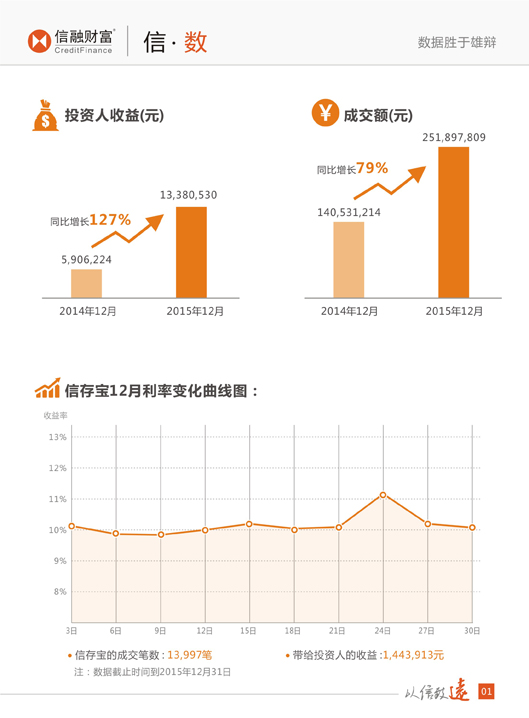 信融财富®
CreditFinance
信·数
数据胜于雄辩
投资人收益(元)
¥ 成交额(元)
$
251,897,809
同比增长79%
13,380,530
同比增长127%
140,531,214
5,906,224
2014年12月 2015年12月 2014年12月 2015年12月
信存宝12月利率变化曲线图：
收益率
13%
12%
11%
10%
9%
8%
3日 6日 9日 12日 15日 18日 21日 24日 27日 30日
• 信存宝的成交笔数：13,997笔 • 带给投资人的收益:1,443,913元
注：数据截止时间到2015年12月31日
从信致远 01